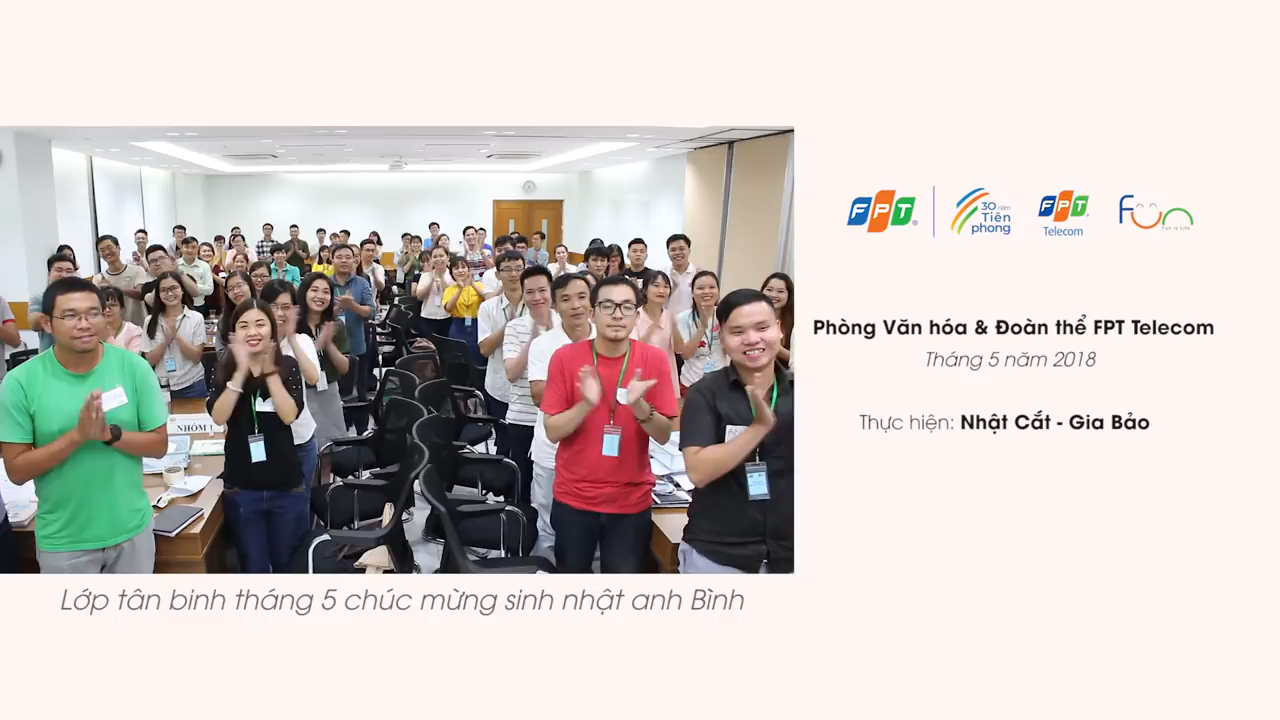 FPT
30 năm
Tiên
phong
FPT
Telecom
Fun
Fun is Life
Phòng Văn hóa & Đoàn thể FPT Telecom
Tháng 5 năm 2018
Thực hiện: Nhật Cắt - Gia Bảo
NHÓM 1
Lớp tân binh tháng 5 chúc mừng sinh nhật anh Bình